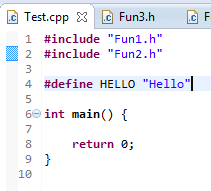 Test.cpp Fun3.h F
1 #include "Fun1.h"
2 #include "Fun2.h"
3
4 #define HELLO "Hello"
5
6 int main() {
7
8 return 0;
9 }
10